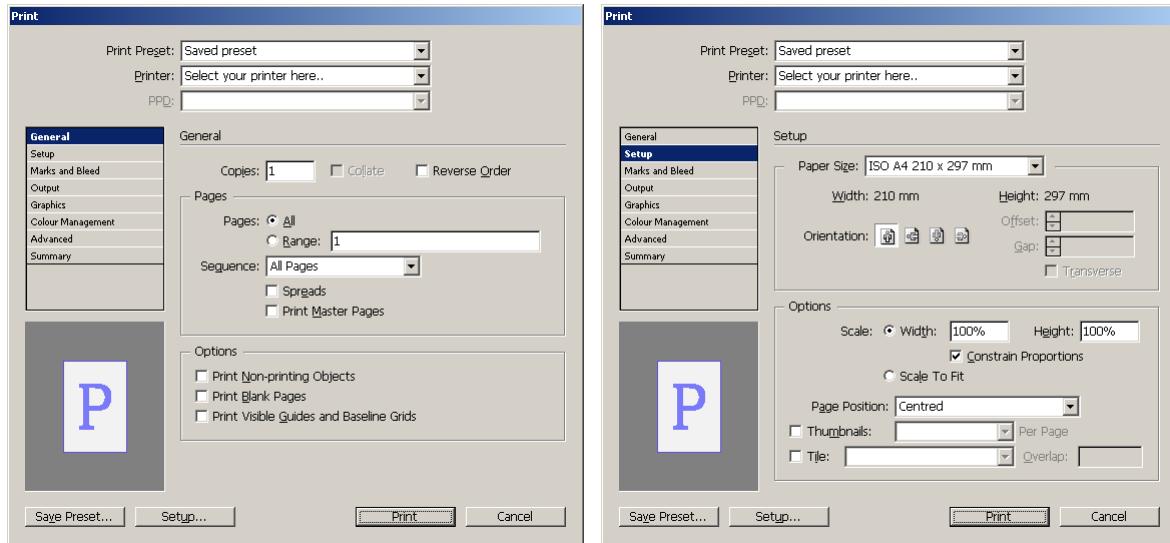 Print
Print Preset: Saved preset
Printer: Select your printer here..
PPD:
General
Setup
Marks and Bleed
Output
Graphics
Colour Management
Advanced
Summary
General
Copies: 1 Collate Reverse Order
Pages
Pages: All
Range: 1
Sequence: All Pages
Spreads
Print Master Pages
Options
Print Non-printing Objects
Print Blank Pages
Print Visible Guides and Baseline Grids
P
Save Preset... Setup... Print Cancel
Print
Print Preset: Saved preset
Printer: Select your printer here..
PPD:
General
Setup
Marks and Bleed
Output
Graphics
Colour Management
Advanced
Summary
Setup
Paper Size: ISO A4 210 x 297 mm
Width: 210 mm Height: 297 mm
Orientation: Offset:
Gap:
Transverse
Options
Scale: Width: 100% Height: 100%
Constrain Proportions
Scale To Fit
Page Position: Centred
Thumbnails: Per Page
Tile: Overlap:
P
Save Preset... Setup... Print Cancel